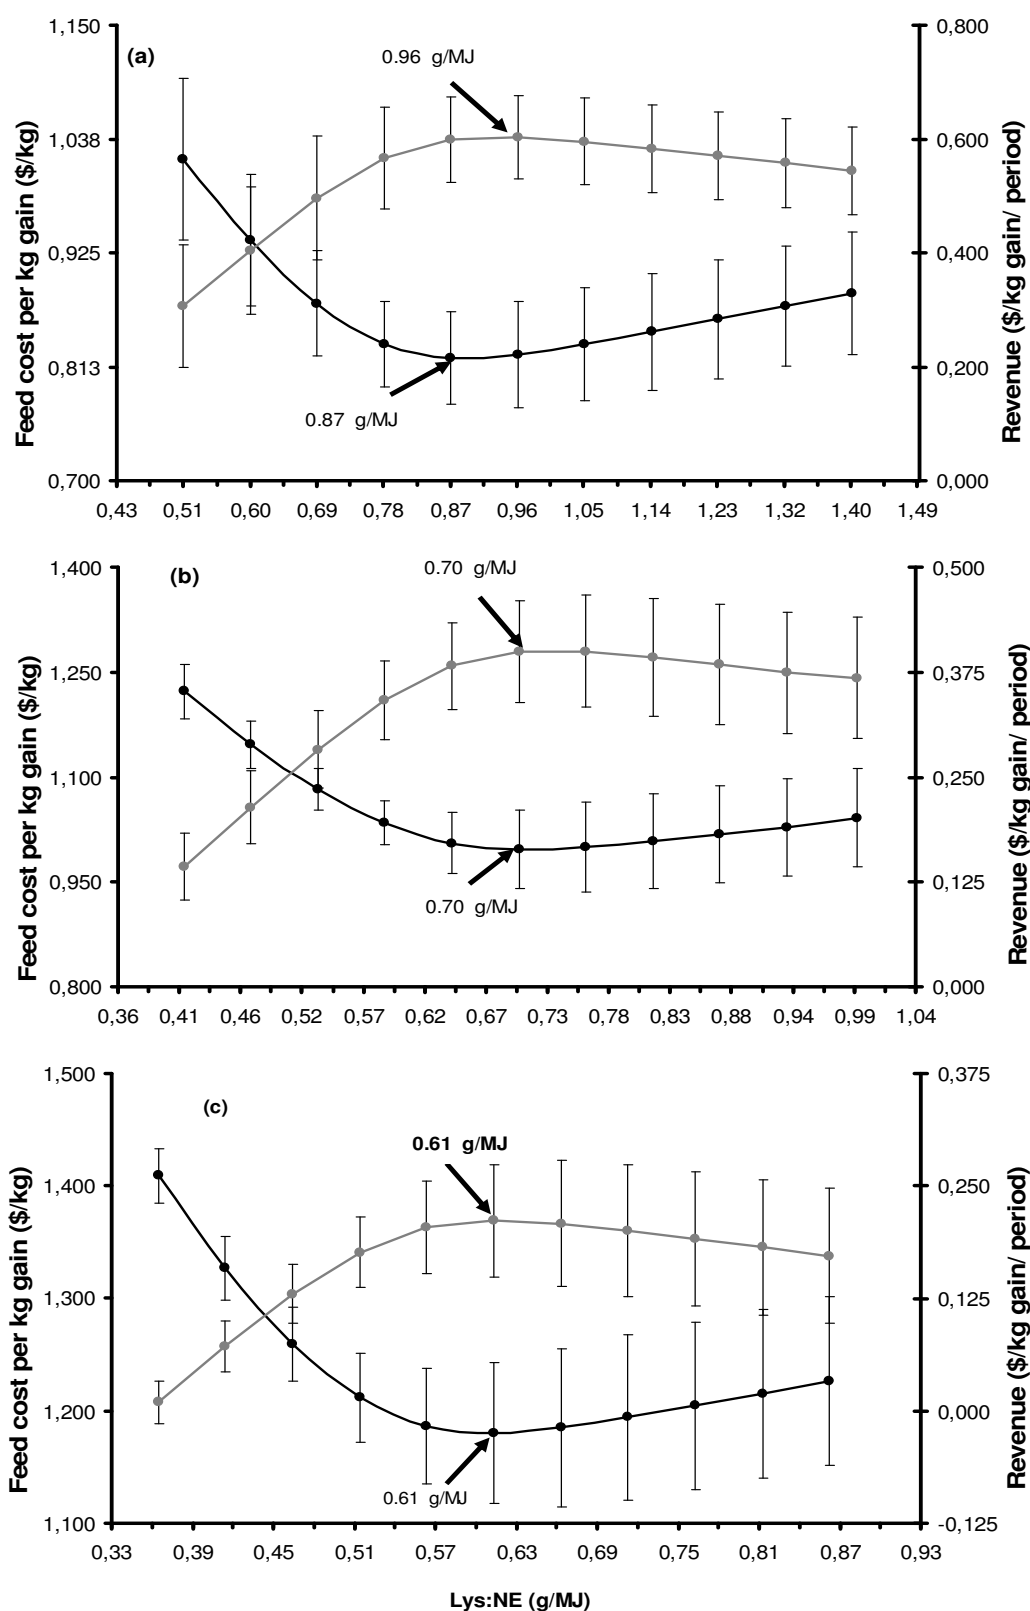 1,150
0,800
(a)
0.96 g/MJ
1,038
0,600
0,925
0,400
0,813
0,200
0.87 g/MJ
0,700
0,000
Feed cost per kg gain ($/kg)
Revenue ($/kg gain/ period)
0,43 0,51 0,60 0,69 0,78 0,87 0,96 1,05 1,14 1,23 1,32 1,40 1,49
1,400
0,500
(b)
0.70 g/MJ
1,250
0,375
1,100
0,250
0,950
0,125
0.70 g/MJ
0,800
0,000
Feed cost per kg gain ($/kg)
Revenue ($/kg gain/ period)
0,36 0,41 0,46 0,52 0,57 0,62 0,67 0,73 0,78 0,83 0,88 0,94 0,99 1,04
1,500
0,375
(c)
0.61 g/MJ
1,400
0,250
1,300
0,125
1,200
0,000
0.61 g/MJ
1,100
-0,125
Feed cost per kg gain ($/kg)
Revenue ($/kg gain/ period)
0,33 0,39 0,45 0,51 0,57 0,63 0,69 0,75 0,81 0,87 0,93
Lys:NE (g/MJ)